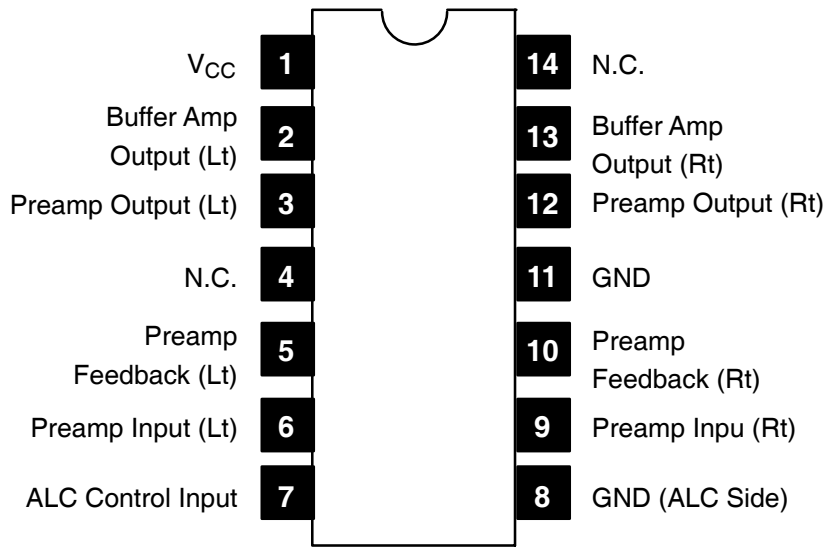 V_CC 1
14 N.C.
Buffer Amp
Output (Lt) 2
13 Buffer Amp
Output (Rt)
Preamp Output (Lt) 3
12 Preamp Output (Rt)
N.C. 4
11 GND
Preamp
Feedback (Lt) 5
10 Preamp
Feedback (Rt)
Preamp Input (Lt) 6
9 Preamp Inpu (Rt)
ALC Control Input 7
8 GND (ALC Side)